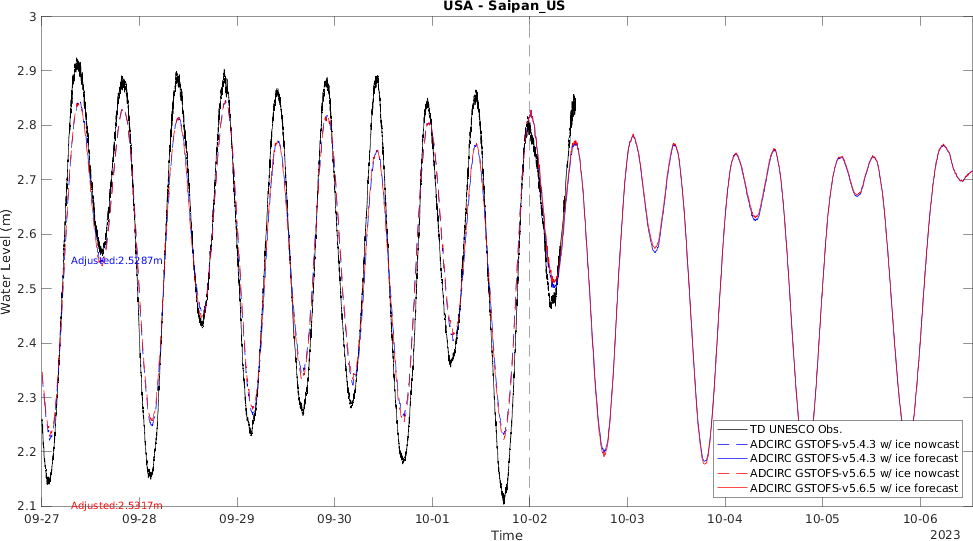 USA - Saipan_US
3
2.9
2.8
2.7
2.6
2.5
2.4
2.3
2.2
2.1
Water Level (m)
Adjusted:2.5287m
Adjusted:2.5317m
TD UNESCO Obs.
ADCIRC GSTOFS-v5.4.3 w/ ice nowcast
ADCIRC GSTOFS-v5.4.3 w/ ice forecast
ADCIRC GSTOFS-v5.6.5 w/ ice nowcast
ADCIRC GSTOFS-v5.6.5 w/ ice forecast
09-27 09-28 09-29 09-30 10-01 10-02 10-03 10-04 10-05 10-06
Time
2023